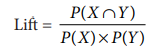 Lift = P(X∩Y) / P(X)×P(Y)